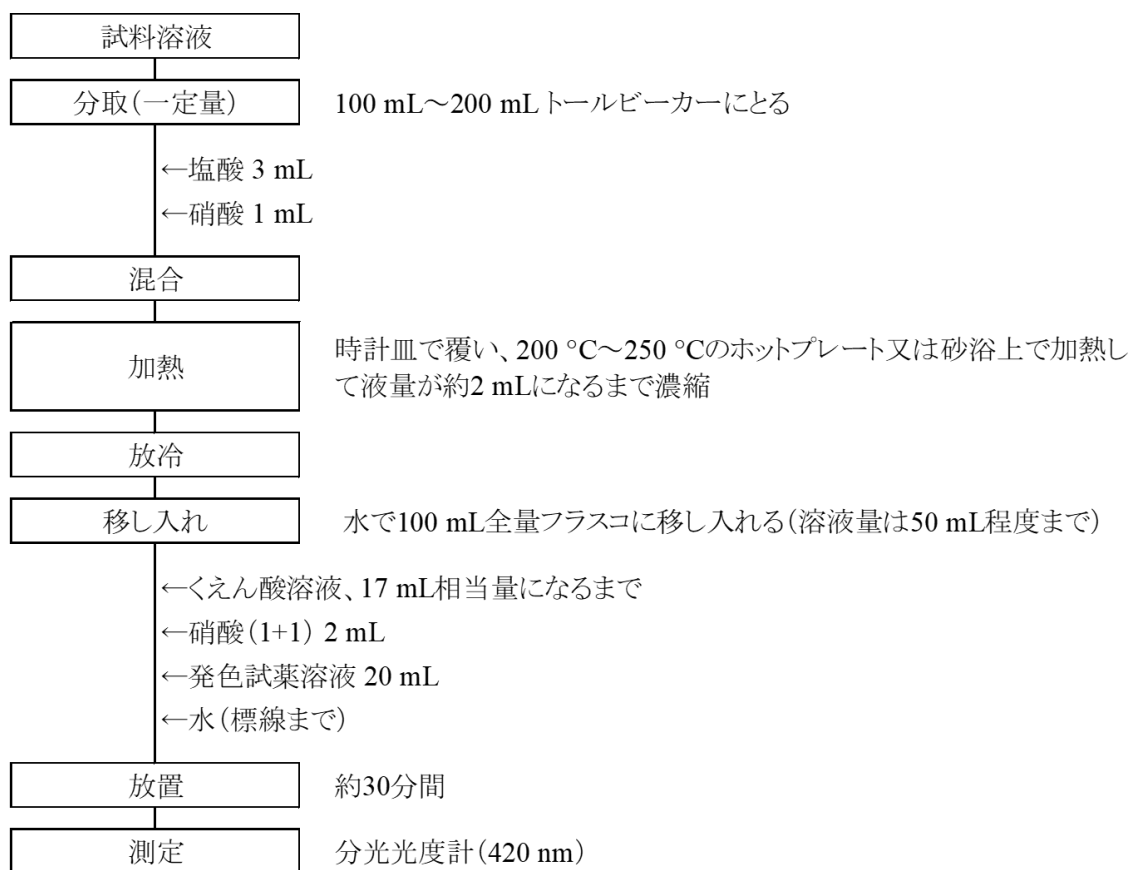 試料溶液
分取(一定量)
100 mL~200 mL トールビーカーにとる
←塩酸 3 mL
←硝酸 1 mL
混合
加熱
時計皿で覆い、200 °C~250 °Cのホットプレート又は砂浴上で加熱し
て液量が約2 mLになるまで濃縮
放冷
移し入れ
水で100 mL全量フラスコに移し入れる(溶液量は50 mL程度まで)
←くえん酸溶液、17 mL相当量になるまで
←硝酸(1+1) 2 mL
←発色試薬溶液 20 mL
←水(標線まで)
放置
約30分間
測定
分光光度計(420 nm)